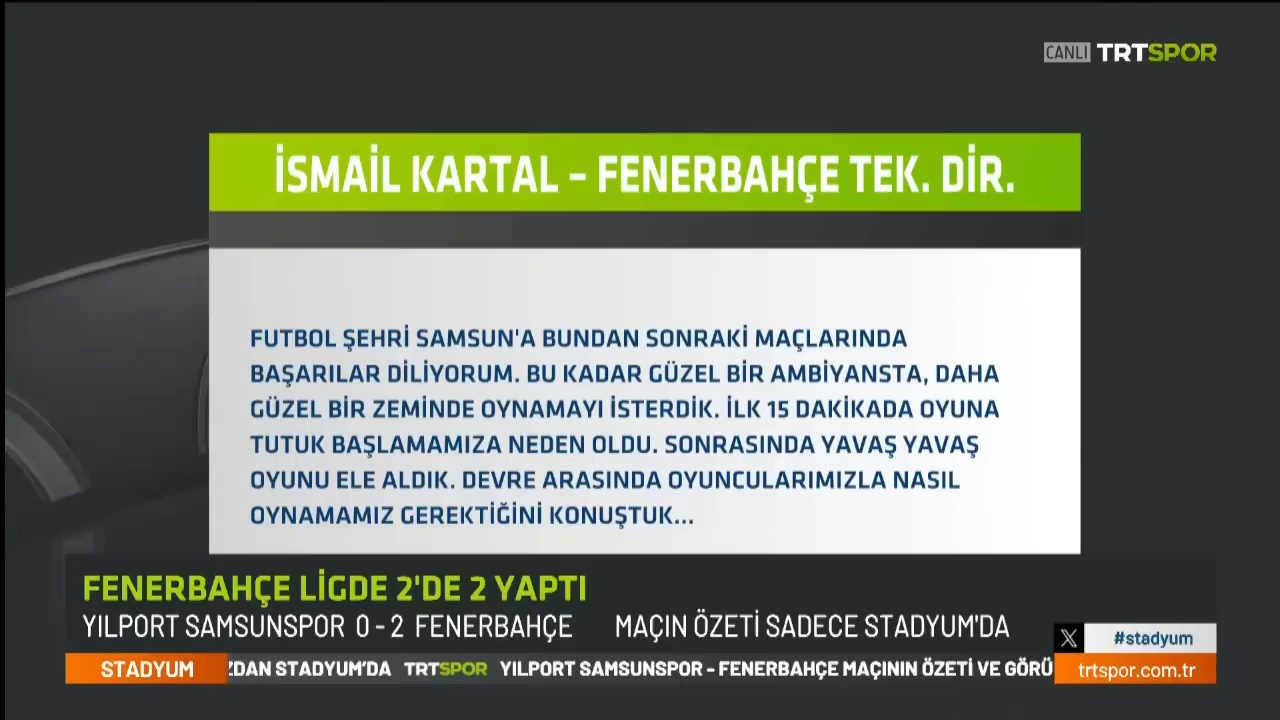 CANLI TRTSPOR
İSMAİL KARTAL - FENERBAHÇE TEK. DİR.
FUTBOL ŞEHRİ SAMSUN'A BUNDAN SONRAKİ MAÇLARINDA
BAŞARILAR DİLİYORUM. BU KADAR GÜZEL BİR AMBİYANSTA, DAHA
GÜZEL BİR ZEMİNDE OYNAMAYI İSTERDİK. İLK 15 DAKİKADA OYUNA
TUTUK BAŞLAMAMIZA NEDEN OLDU. SONRASINDA YAVAŞ YAVAŞ
OYUNU ELE ALDIK. DEVRE ARASINDA OYUNCULARIMIZLA NASIL
OYNAMAMIZ GEREKTİĞİNİ KONUŞTUK...
FENERBAHÇE LİGDE 2'DE 2 YAPTI
YILPORT SAMSUNSPOR 0 - 2 FENERBAHÇE MAÇIN ÖZETİ SADECE STADYUM'DA
X #stadyum
STADYUM ZDAN STADYUM'DA TRTSPOR YILPORT SAMSUNSPOR - FENERBAHÇE MAÇININ ÖZETİ VE GÖRÜ trtspor.com.tr